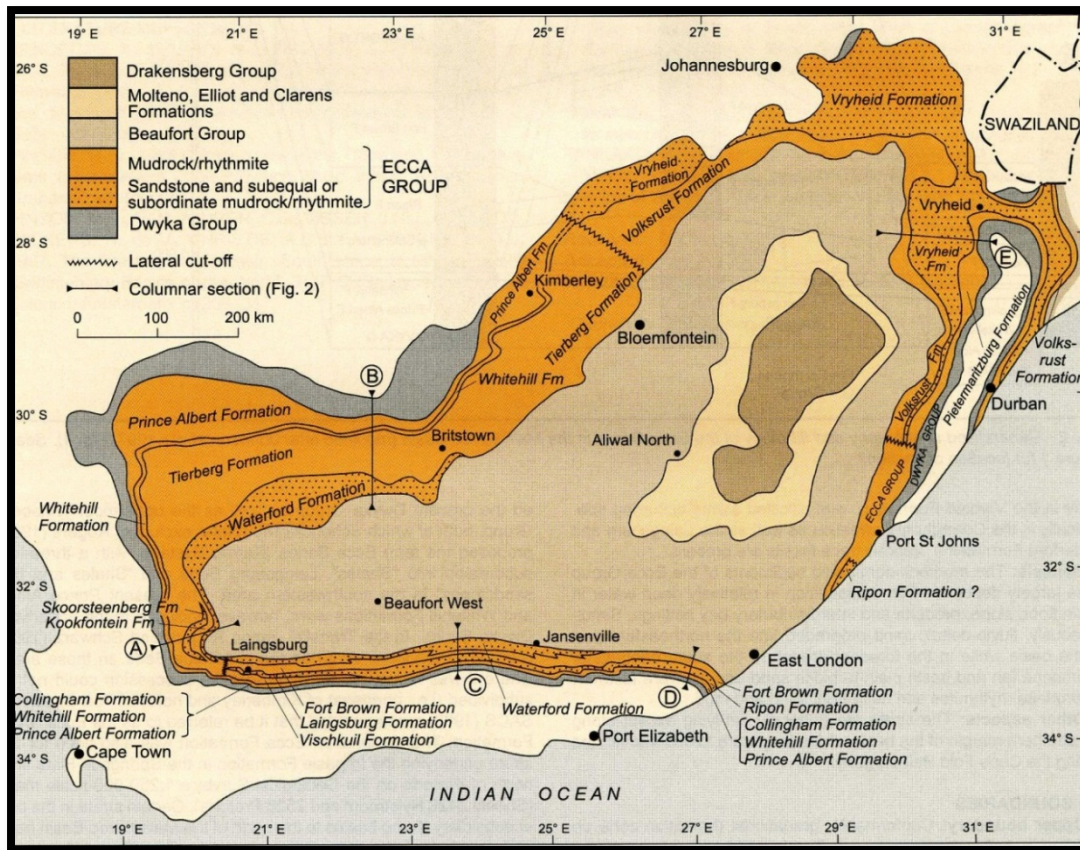 19° E
21° E
23° E
25° E
27° E
29° E
31° E
26° S
28° S
30° S
32° S
34° S
Drakensberg Group
Molteno, Elliot and Clarens
Formations
Beaufort Group
Mudrock/rhythmite
Sandstone and subequal or
subordinate mudrock/rhythmite
ECCA
GROUP
Dwyka Group
Lateral cut-off
Columnar section (Fig. 2)
0 100 200 km
Johannesburg
Vryheid Formation
SWAZILAND
Vryheid
Formation
Volksrust Formation
Vryheid
Vryheid
Fm
E
Prince Albert Fm
Kimberley
Tierberg Formation
Bloemfontein
Whitehill Fm
Pietermaritzburg Formation
Volks-
rust
Formation
Volksrust Fm
Durban
DWYKA GROUP
ECCA GROUP
B
Prince Albert Formation
Britstown
Aliwal North
Tierberg Formation
Waterford Formation
Whitehill
Formation
Port St Johns
Ripon Formation ?
32° S
Skoorsteenberg Fm
Kookfontein Fm
A
Beaufort West
Laingsburg
Jansenville
East London
C
D
Collingham Formation
Whitehill Formation
Prince Albert Formation
Fort Brown Formation
Laingsburg Formation
Vischkuil Formation
Waterford Formation
Fort Brown Formation
Ripon Formation
Collingham Formation
Whitehill Formation
Prince Albert Formation
Port Elizabeth
Cape Town
34° S
INDIAN OCEAN
19° E
21° E
23° E
25° E
27° E
29° E
31° E